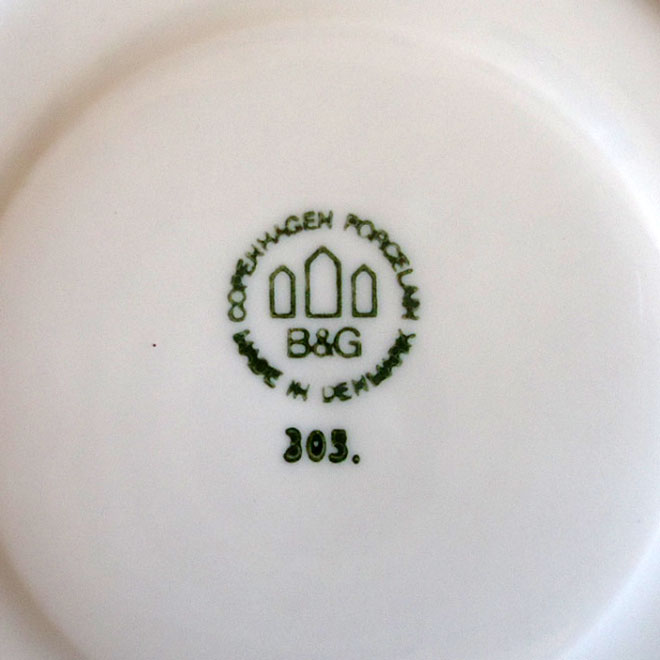 COPENHAGEN PORCELAIN
B&G
MADE IN DENMARK
305.